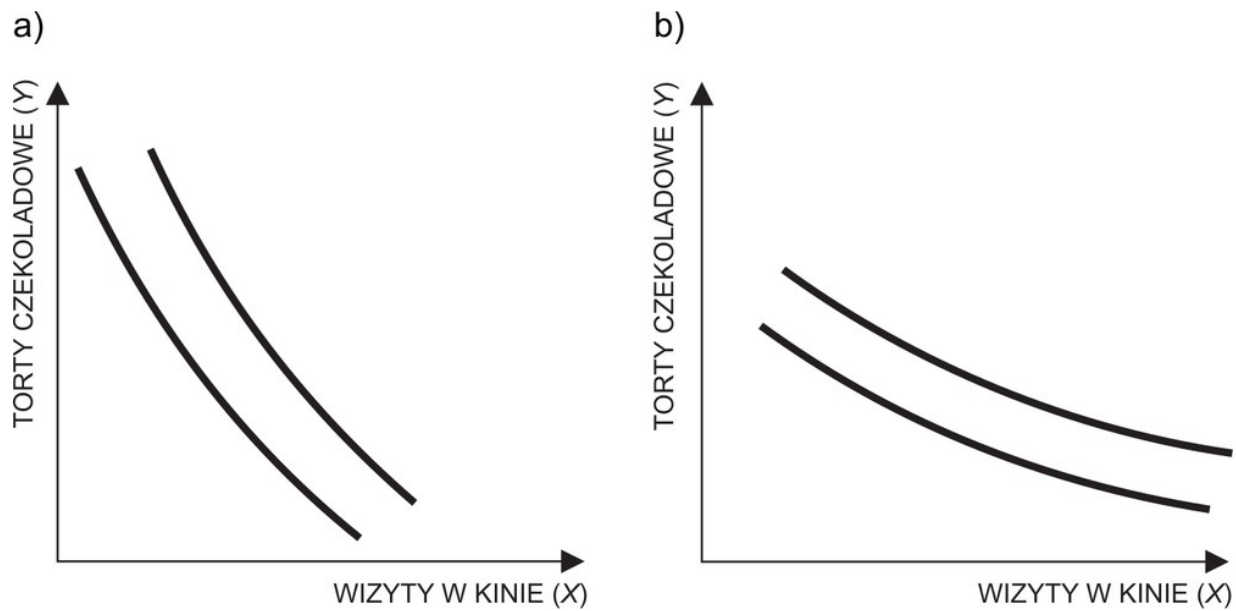 a)
TORTY CZEKOLADOWE (Y)
WIZYTY W KINIE (X)
b)
TORTY CZEKOLADOWE (Y)
WIZYTY W KINIE (X)